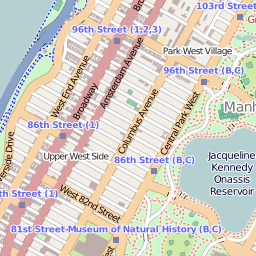 103rd Street (
96th Street (1,2,3)
Park West Village
96th Street (B,C)
West End Avenue
Broadway
Amsterdam Avenue
Columbus Avenue
Central Park West
Manh
86th Street (1)
erside Drive
Upper West Side
86th Street (B,C)
Jacqueline
Kennedy
Onassis
Reservoir
h Street (1)
West 82nd Street
81st Street-Museum of Natural History (B,C)